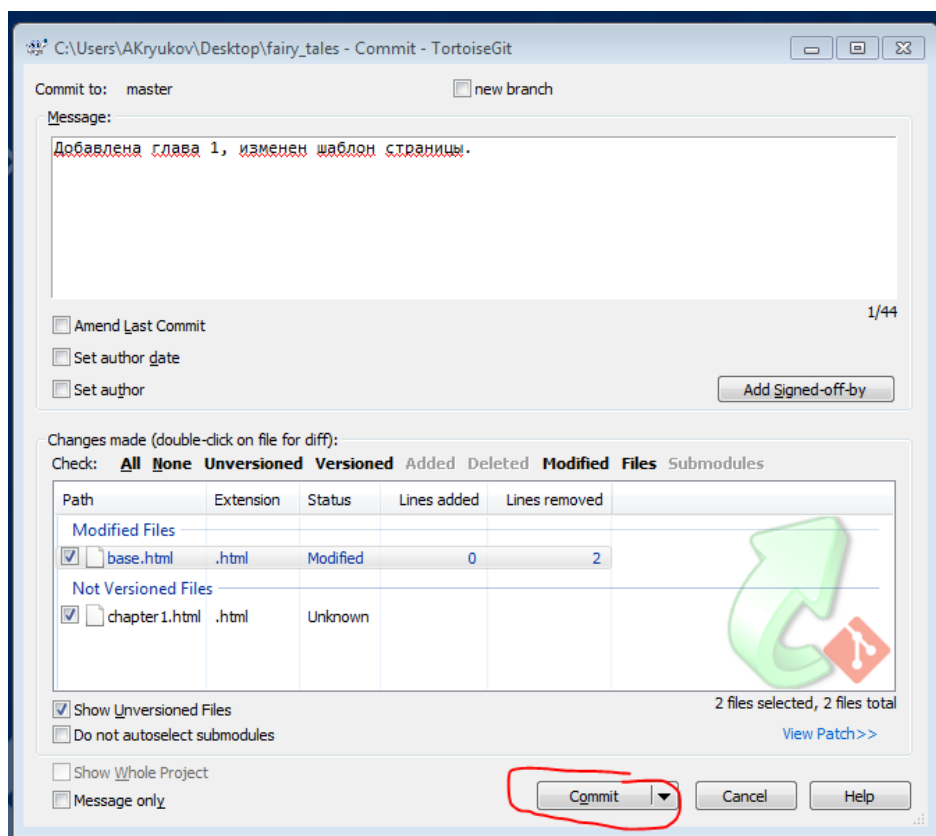 C:\Users\AKryukov\Desktop\fairy_tales - Commit - TortoiseGit
Commit to: master new branch
Message:
Добавлена глава 1, изменен шаблон страницы.
1/44
Amend Last Commit
Set author date
Set author Add Signed-off-by
Changes made (double-click on file for diff):
Check: All None Unversioned Versioned Added Deleted Modified Files Submodules
Path Extension Status Lines added Lines removed
Modified Files
base.html .html Modified 0 2
Not Versioned Files
chapter1.html .html Unknown
Show Unversioned Files 2 files selected, 2 files total
Do not autoselect submodules View Patch>>
Show Whole Project
Message only Commit Cancel Help